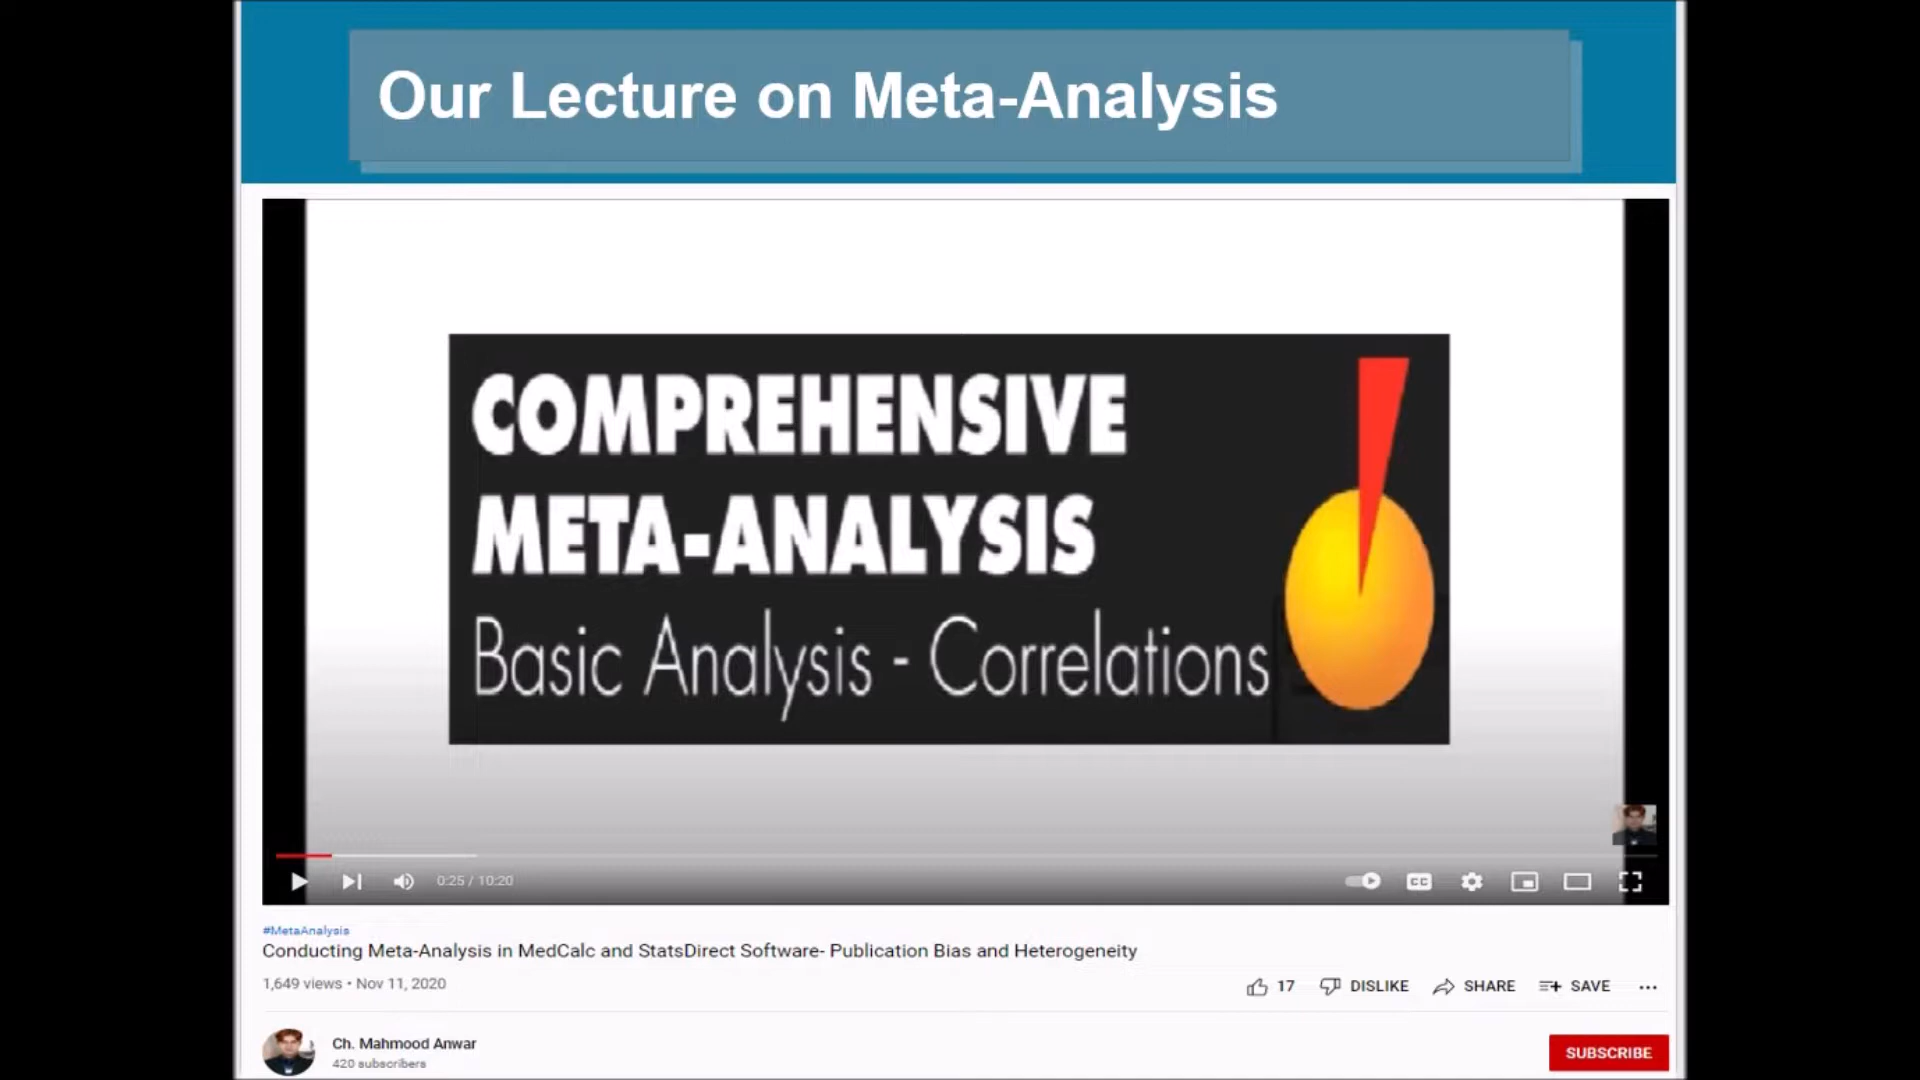 Our Lecture on Meta-Analysis
COMPREHENSIVE
META-ANALYSIS
Basic Analysis - Correlations
0:25 / 10:20
CC
#MetaAnalysis
Conducting Meta-Analysis in MedCalc and StatsDirect Software- Publication Bias and Heterogeneity
1,649 views • Nov 11, 2020
17 DISLIKE SHARE SAVE ...
Ch. Mahmood Anwar
420 subscribers
SUBSCRIBE